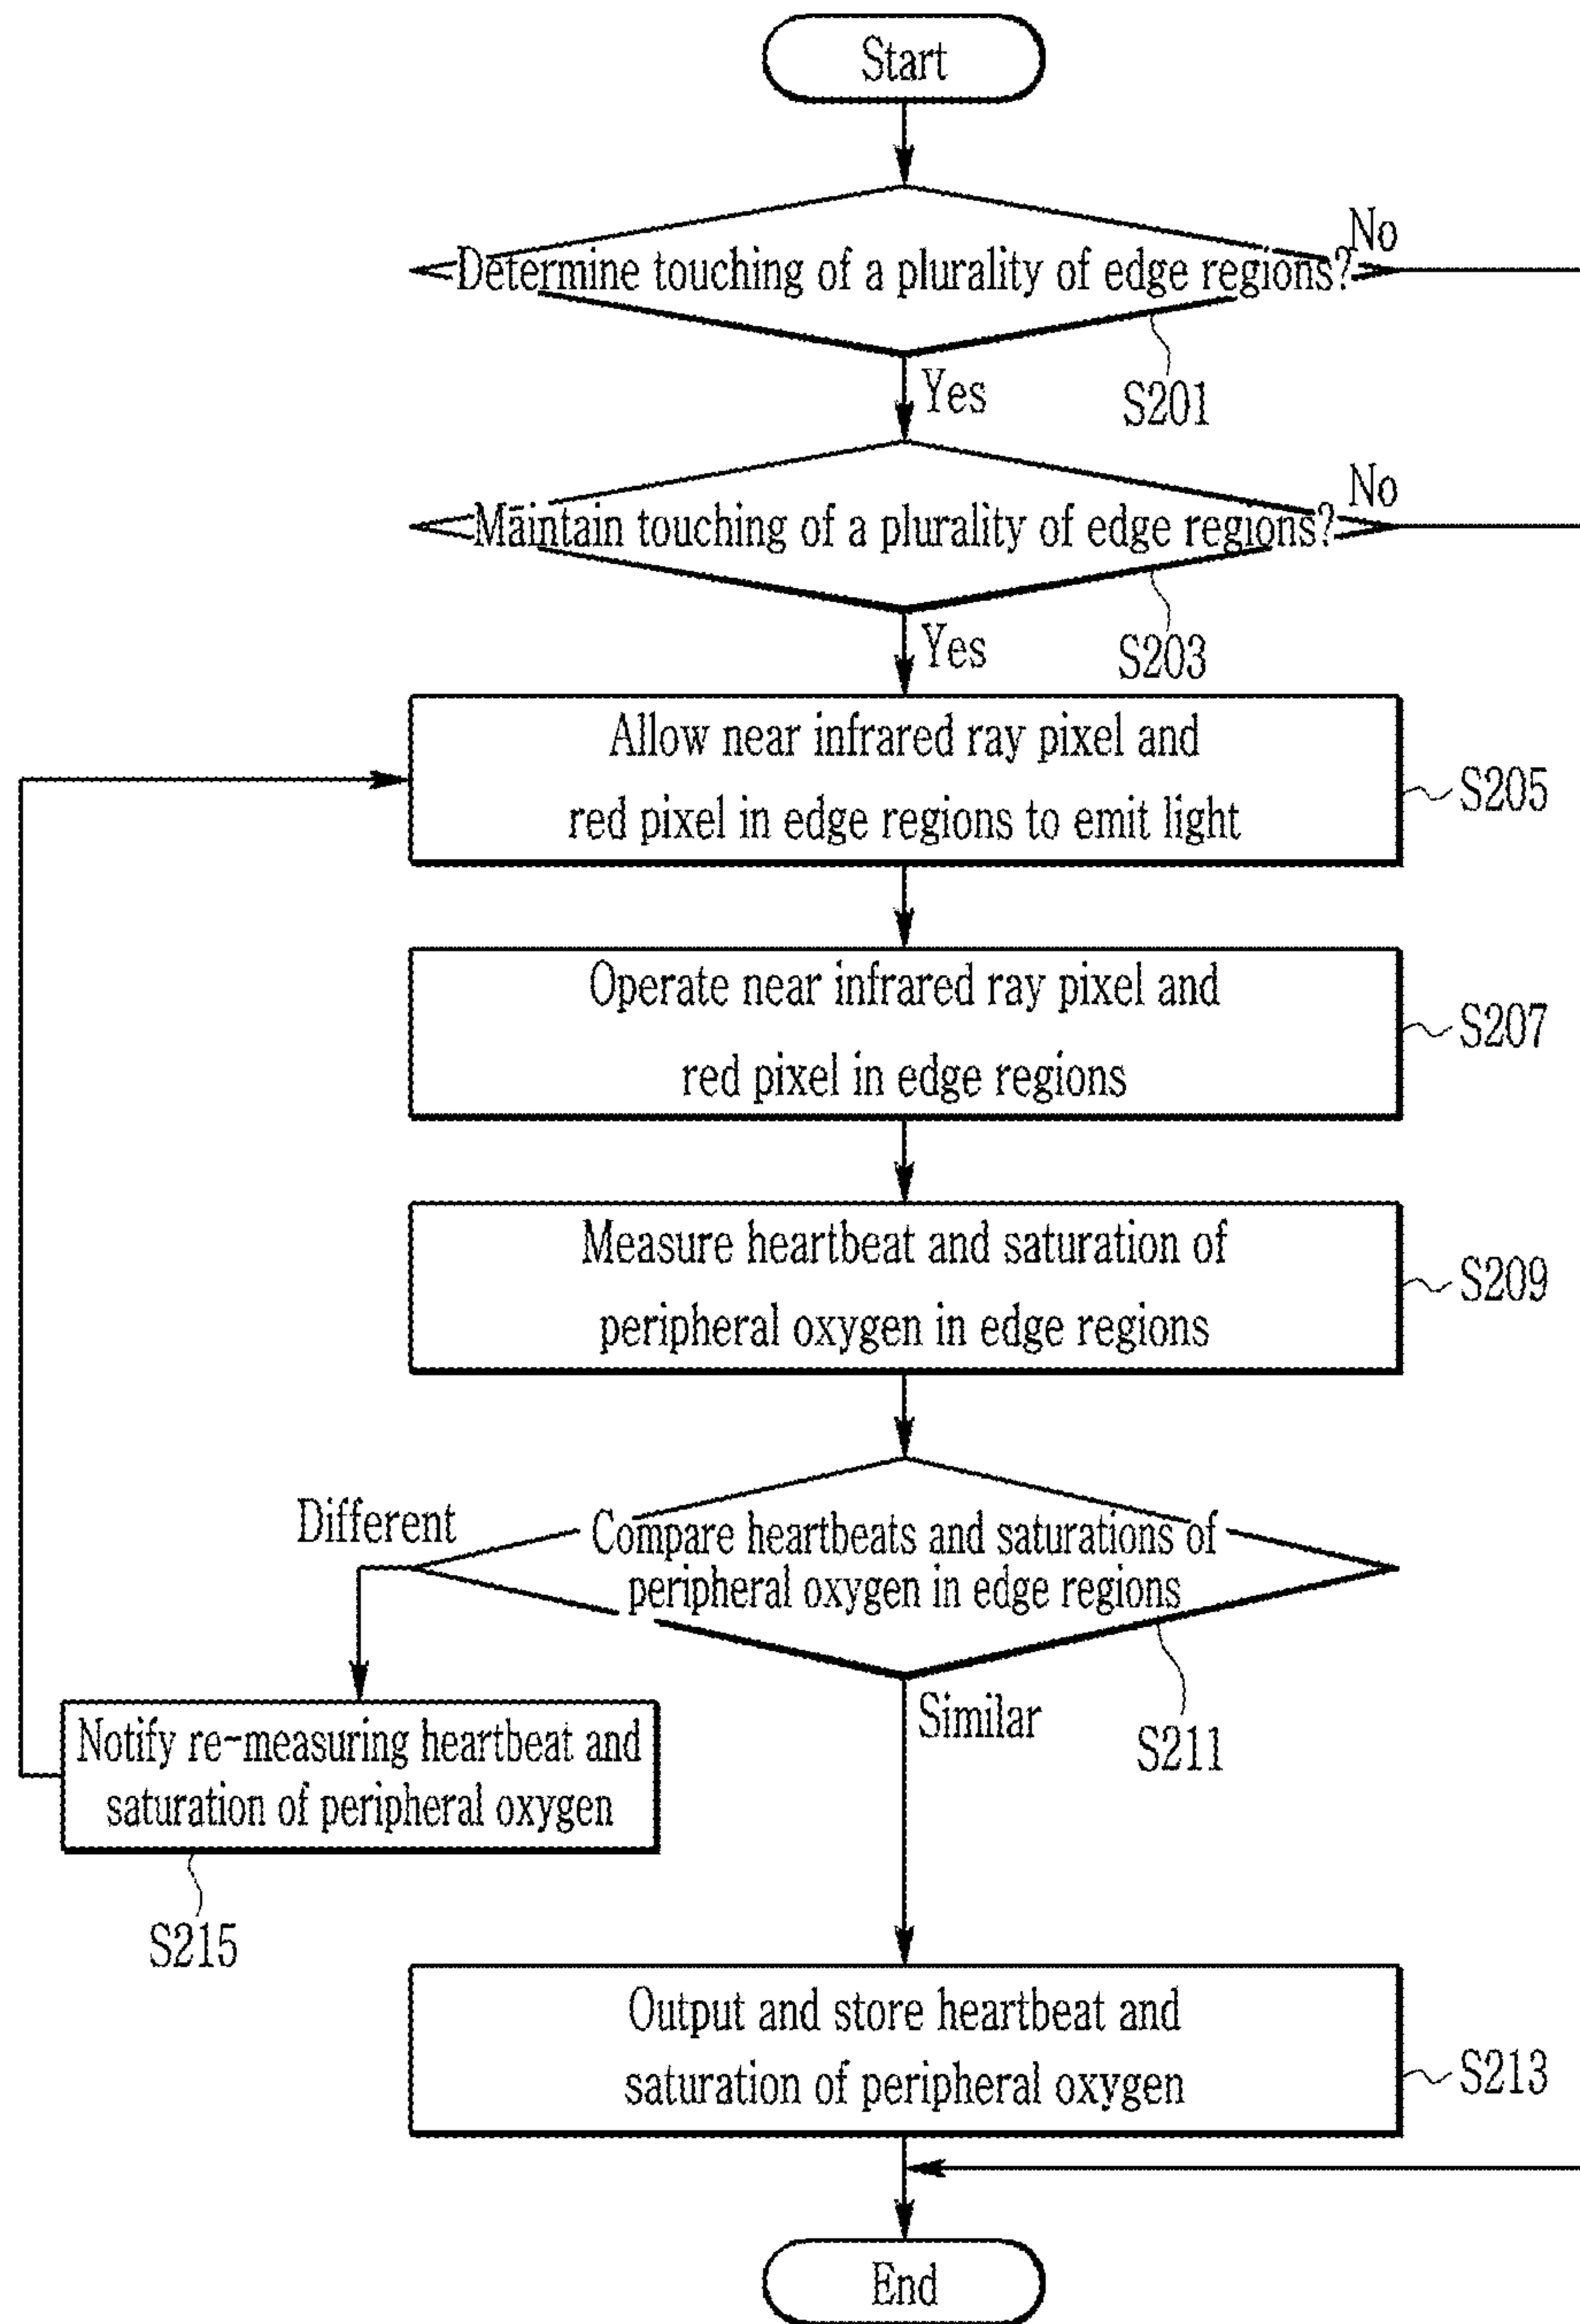 Start
Determine touching of a plurality of edge regions?
No
S201
Yes
Maintain touching of a plurality of edge regions?
No
S203
Yes
Allow near infrared ray pixel and
red pixel in edge regions to emit light
S205
Operate near infrared ray pixel and
red pixel in edge regions
S207
Measure heartbeat and saturation of
peripheral oxygen in edge regions
S209
Different
Compare heartbeats and saturations of
peripheral oxygen in edge regions
S211
Similar
Notify re-measuring heartbeat and
saturation of peripheral oxygen
S215
Output and store heartbeat and
saturation of peripheral oxygen
S213
End